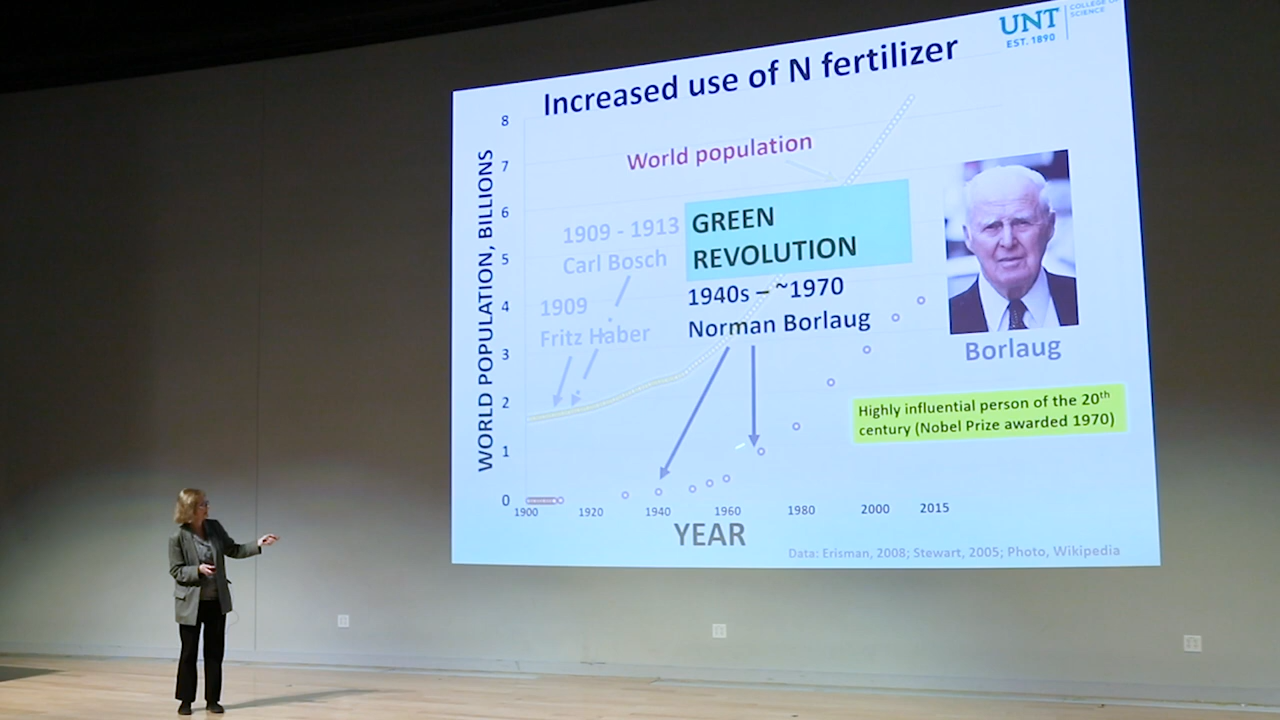 UNT
EST. 1890
COLLEGE OF
SCIENCE
Increased use of N fertilizer
WORLD POPULATION, BILLIONS
8
7
6
5
4
3
2
1
0
World population
1909 - 1913
Carl Bosch
1909
Fritz Haber
GREEN
REVOLUTION
1940s – ~1970
Norman Borlaug
Borlaug
Highly influential person of the 20th
century (Nobel Prize awarded 1970)
1900 1920 1940 1960 1980 2000 2015
YEAR
Data: Erisman, 2008; Stewart, 2005; Photo, Wikipedia